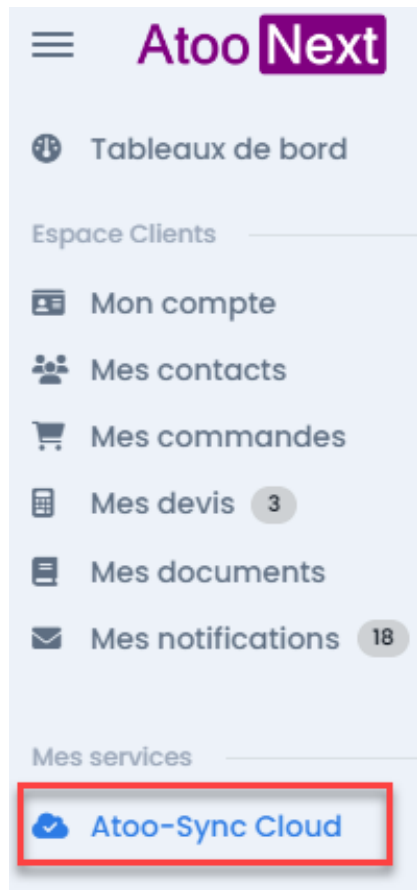 Atoo Next
Tableaux de bord
Espace Clients
Mon compte
Mes contacts
Mes commandes
Mes devis 3
Mes documents
Mes notifications 18
Mes services
Atoo-Sync Cloud